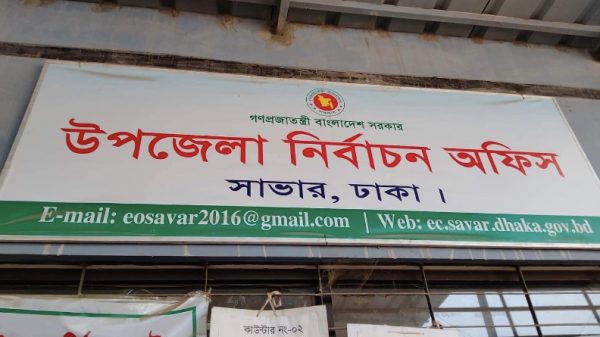 গণপ্রজাতন্ত্রী বাংলাদেশ সরকার
উপজেলা নির্বাচন অফিস
সাভার, ঢাকা ।
E-mail: eosavar2016@gmail.com | Web: ec.savar.dhaka.gov.bd
কাউন্টার নং-০২